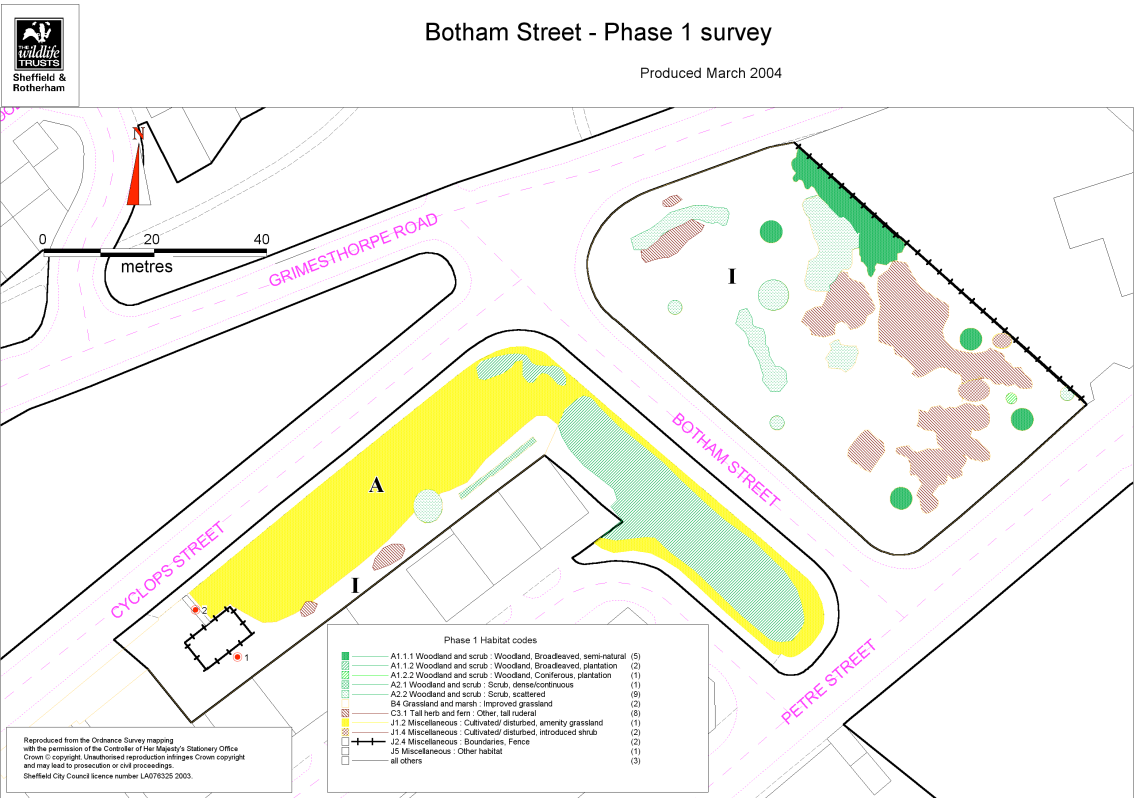 Botham Street - Phase 1 survey
Produced March 2004
THE
wildlife
TRUSTS
Sheffield &
Rotherham
N
0 20 40
metres
GRIMESTHORPE ROAD
I
BOTHAM STREET
A
CYCLOPS STREET
I
2
1
PETRE STREET
Phase 1 Habitat codes
A1.1.1 Woodland and scrub : Woodland, Broadleaved, semi-natural (5)
A1.1.2 Woodland and scrub : Woodland, Broadleaved, plantation (2)
A1.2.2 Woodland and scrub : Woodland, Coniferous, plantation (1)
A2.1 Woodland and scrub : Scrub, dense/continuous (1)
A2.2 Woodland and scrub : Scrub, scattered (9)
B4 Grassland and marsh : Improved grassland (2)
C3.1 Tall herb and fern : Other, tall ruderal (8)
J1.2 Miscellaneous : Cultivated/ disturbed, amenity grassland (1)
J1.4 Miscellaneous : Cultivated/ disturbed, introduced shrub (2)
J2.4 Miscellaneous : Boundaries, Fence (2)
J5 Miscellaneous : Other habitat (1)
all others (3)
Reproduced from the Ordnance Survey mapping
with the permission of the Controller of Her Majesty's Stationery Office
Crown © copyright. Unauthorised reproduction infringes Crown copyright
and may lead to prosecution or civil proceedings.
Sheffield City Council licence number LA076325 2003.